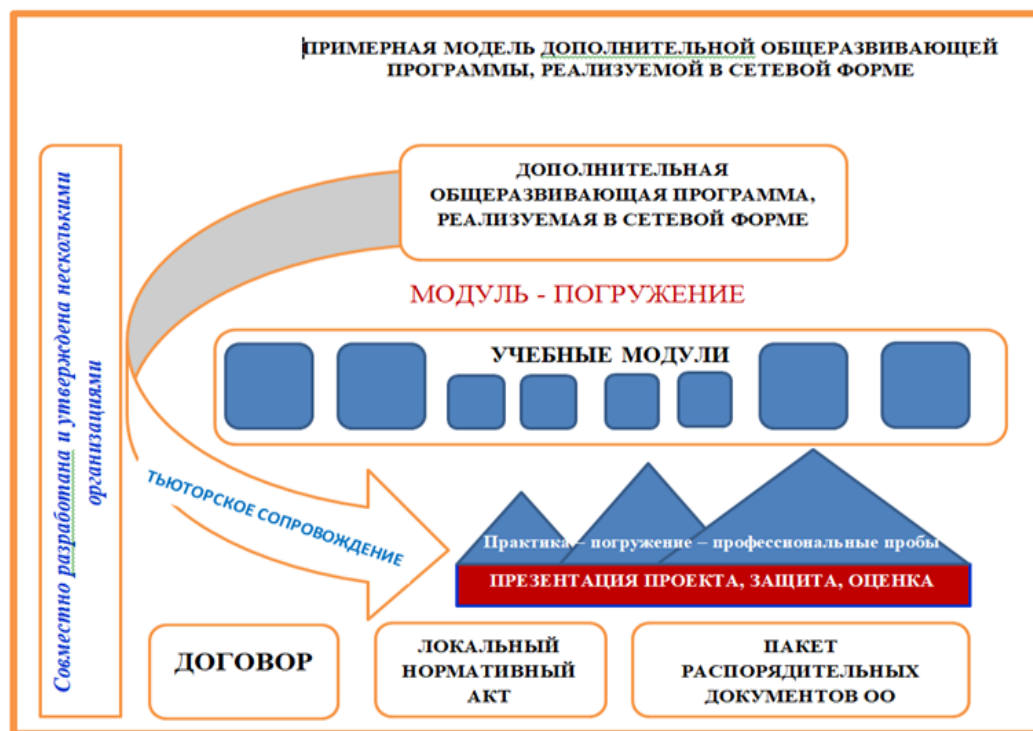 ПРИМЕРНАЯ МОДЕЛЬ ДОПОЛНИТЕЛЬНОЙ ОБЩЕРАЗВИВАЮЩЕЙ
ПРОГРАММЫ, РЕАЛИЗУЕМОЙ В СЕТЕВОЙ ФОРМЕ
Совместно разработана и утверждена несколькими
организациями
ДОПОЛНИТЕЛЬНАЯ
ОБЩЕРАЗВИВАЮЩАЯ ПРОГРАММА,
РЕАЛИЗУЕМАЯ В СЕТЕВОЙ ФОРМЕ
МОДУЛЬ - ПОГРУЖЕНИЕ
УЧЕБНЫЕ МОДУЛИ
ТЬЮТОРСКОЕ СОПРОВОЖДЕНИЕ
Практика – погружение – профессиональные пробы
ПРЕЗЕНТАЦИЯ ПРОЕКТА, ЗАЩИТА, ОЦЕНКА
ДОГОВОР
ЛОКАЛЬНЫЙ
НОРМАТИВНЫЙ
АКТ
ПАКЕТ
РАСПОРЯДИТЕЛЬНЫХ
ДОКУМЕНТОВ ОО